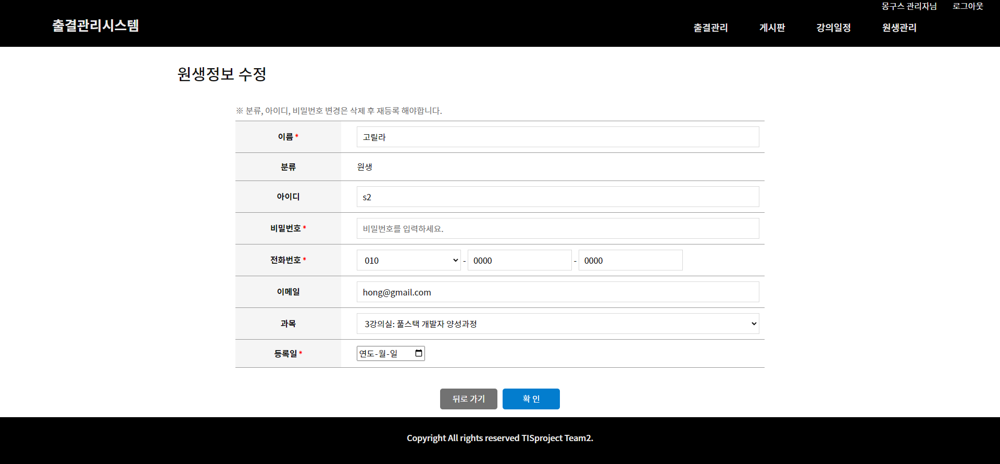 몽구스 관리자님 로그아웃
출결관리시스템 출결관리 게시판 강의일정 원생관리
원생정보 수정
※ 분류, 아이디, 비밀번호 변경은 삭제 후 재등록 해야합니다.
이름 * 고릴라
분류 원생
아이디 s2
비밀번호 * 비밀번호를 입력하세요.
전화번호 * 010 - 0000 - 0000
이메일 hong@gmail.com
과목 3강의실: 풀스택 개발자 양성과정
등록일 * 연도-월-일
뒤로 가기 확 인
Copyright All rights reserved TISproject Team2.